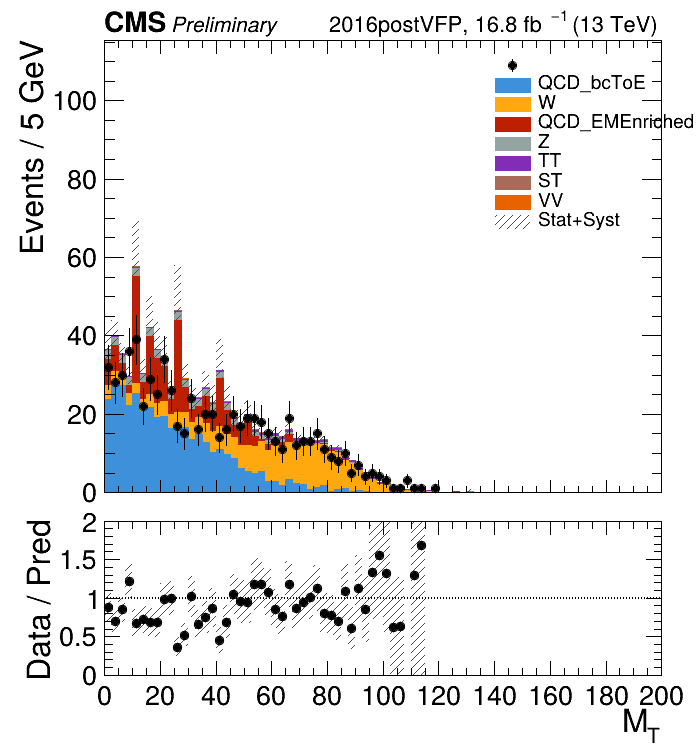 CMS Preliminary 2016postVFP, 16.8 fb⁻¹ (13 TeV)
Events / 5 GeV
100
80
60
40
20
0
QCD_bcToE
W
QCD_EMEnriched
Z
TT
ST
VV
Stat+Syst
Data / Pred
2
1.5
1
0.5
0
0 20 40 60 80 100 120 140 160 180 200
M_T